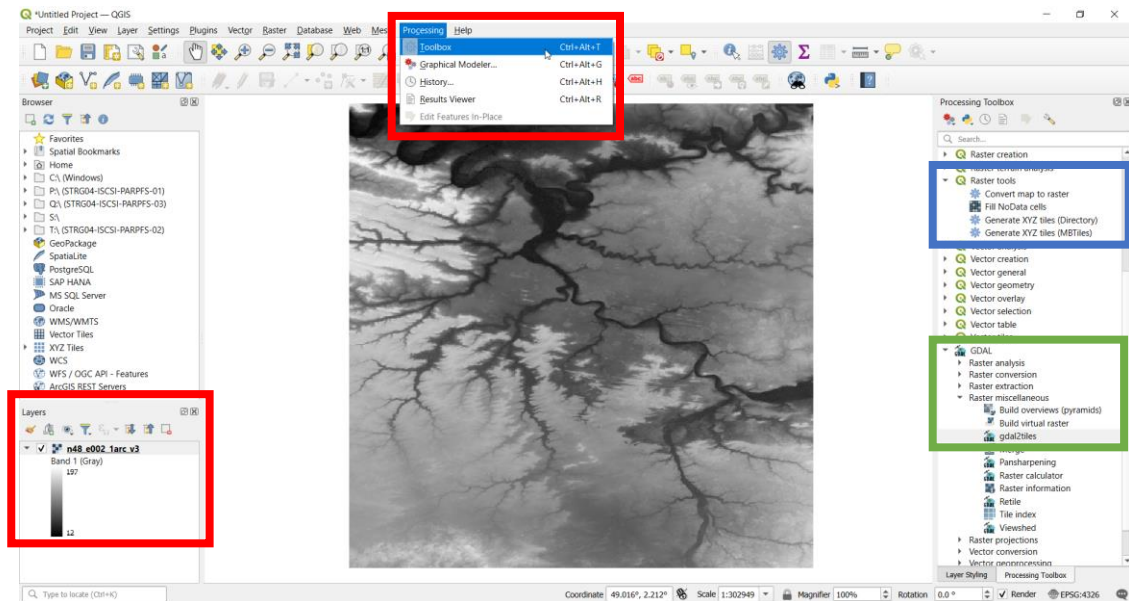 *Untitled Project — QGIS
Project Edit View Layer Settings Plugins Vector Raster Database Web Mes Processing Help
Toolbox Ctrl+Alt+T
Graphical Modeler... Ctrl+Alt+G
History... Ctrl+Alt+H
Results Viewer Ctrl+Alt+R
Edit Features In-Place
Browser
Favorites
Spatial Bookmarks
Home
C:\ (Windows)
P:\ (STRG04-ISCSI-PARPFS-01)
Q:\ (STRG04-ISCSI-PARPFS-03)
S:\
T:\ (STRG04-ISCSI-PARPFS-02)
GeoPackage
SpatiaLite
PostgreSQL
SAP HANA
MS SQL Server
Oracle
WMS/WMTS
Vector Tiles
XYZ Tiles
WCS
WFS / OGC API - Features
ArcGIS REST Servers
Layers
n48_e002_1arc_v3
Band 1 (Gray)
197
12
Processing Toolbox
Search...
Raster creation
Raster terrain analysis
Raster tools
Convert map to raster
Fill NoData cells
Generate XYZ tiles (Directory)
Generate XYZ tiles (MBTiles)
Vector analysis
Vector creation
Vector general
Vector geometry
Vector overlay
Vector selection
Vector table
GDAL
Raster analysis
Raster conversion
Raster extraction
Raster miscellaneous
Build overviews (pyramids)
Build virtual raster
gdal2tiles
Merge
Pansharpening
Raster calculator
Raster information
Retile
Tile index
Viewshed
Raster projections
Vector conversion
Vector geoprocessing
Layer Styling Processing Toolbox
Type to locate (Ctrl+K) Coordinate 49.016°, 2.212° Scale 1:302949 Magnifier 100% Rotation 0.0 ° Render EPSG:4326